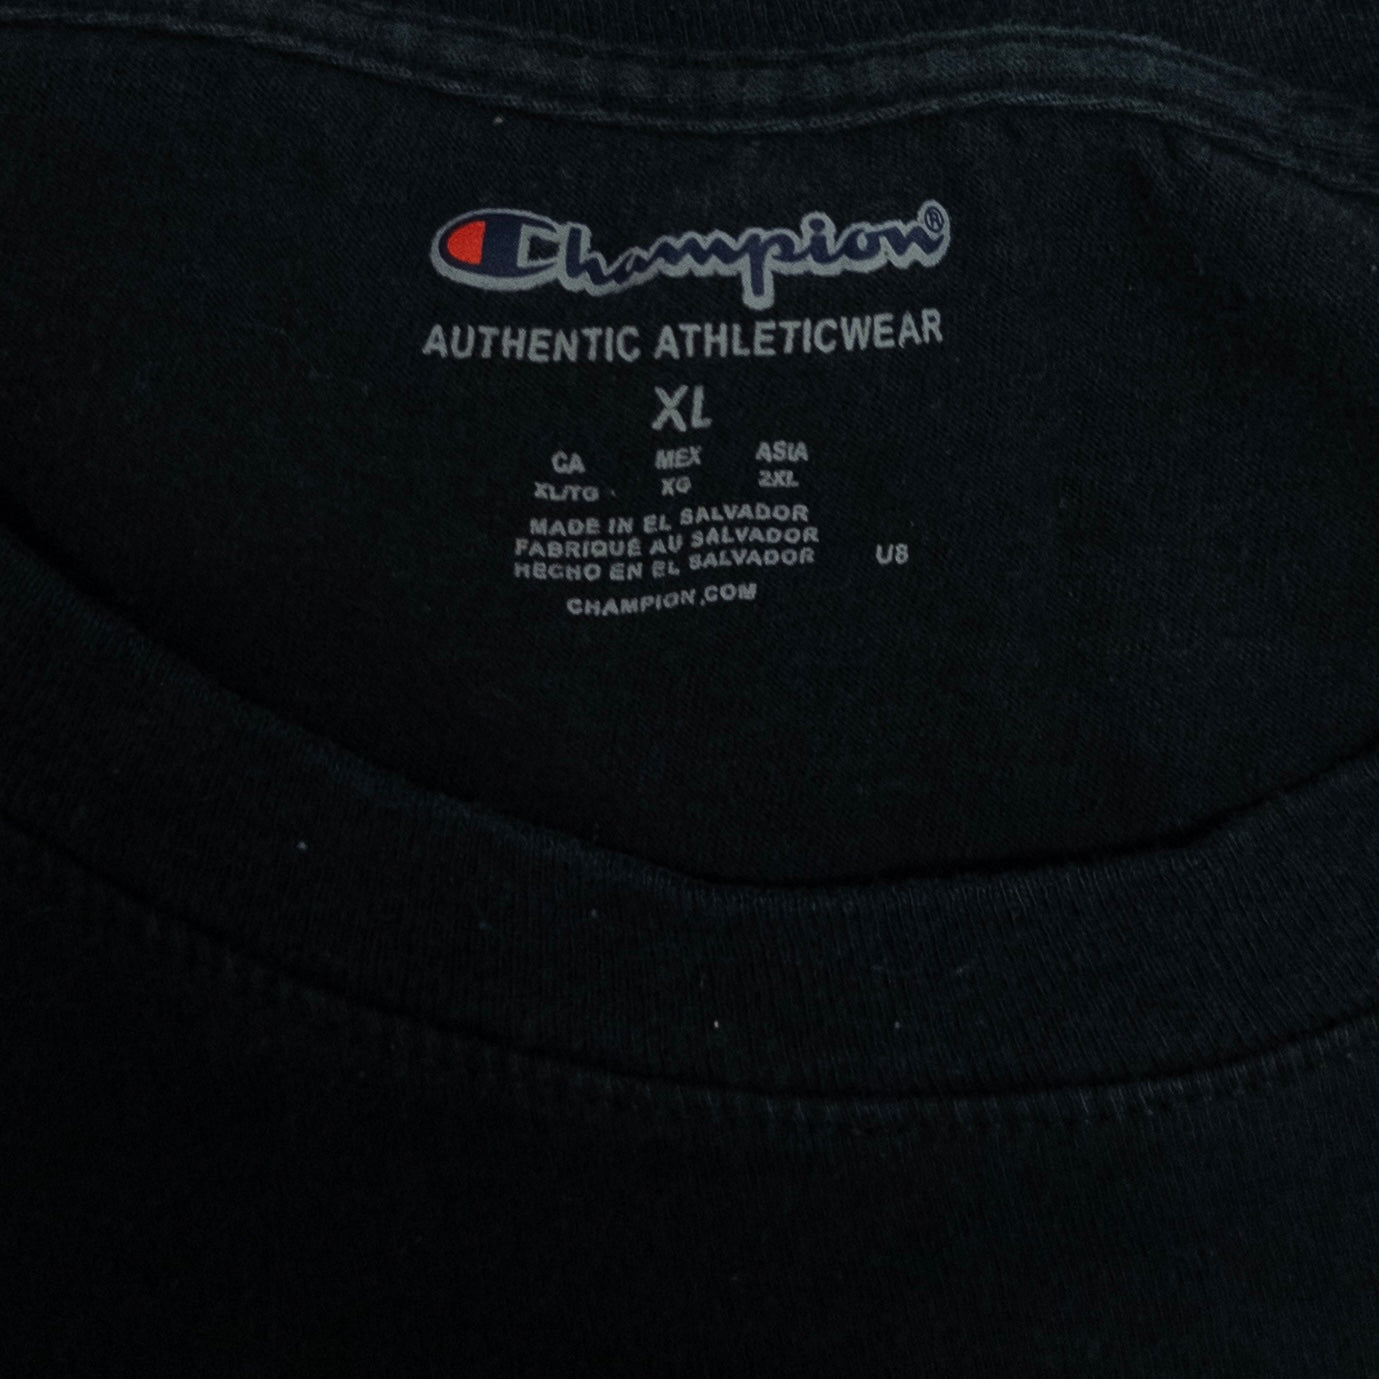 Champion®
AUTHENTIC ATHLETICWEAR
XL
CA MEX ASIA
XL/TG XG 2XL
MADE IN EL SALVADOR
FABRIQUÉ AU SALVADOR
HECHO EN EL SALVADOR U8
CHAMPION.COM